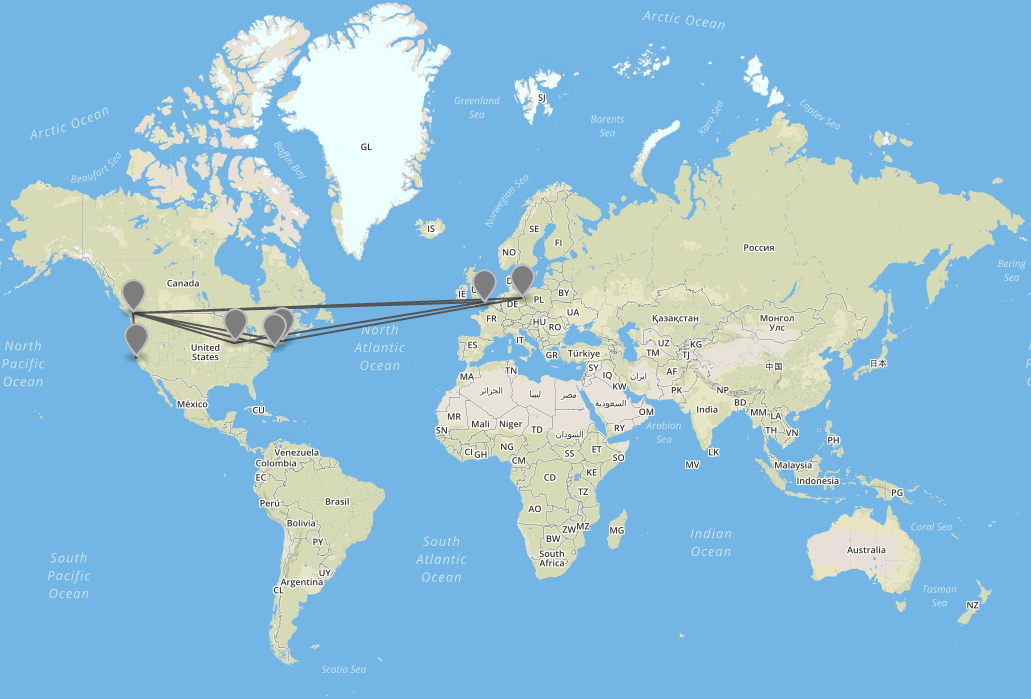 Arctic Ocean
Arctic Ocean
Beaufort Sea
Baffin Bay
GL
Greenland
Sea
SJ
Barents
Sea
Kara Sea
Laptev Sea
Norwegian Sea
IS
SE
NO
FI
Россия
Bering
Sea
Canada
IE
DE
PL
BY
UA
FR
HU
RO
Қазақстан
Монгол
Улс
North
Pacific
Ocean
United
States
North
Atlantic
Ocean
ES
IT
GR
Türkiye
UZ
KG
TM
TJ
日本
中国
MA
TN
SY
IQ
ایران
AF
KW
PK
NP
الجزائر
ليبيا
مصر
السعودية
México
CU
MR
Mali
Niger
TD
السودان
OM
RY
Arabian
Sea
India
BD
MM
LA
TH
VN
PH
SN
CI
GH
NG
CM
SS
ET
SO
LK
MV
Malaysia
Indonesia
PG
Venezuela
Colombia
EC
Perú
Brasil
Bolivia
PY
CD
KE
TZ
AO
ZW
MZ
MG
BW
South
Africa
Indian
Ocean
Coral Sea
Australia
South
Pacific
Ocean
South
Atlantic
Ocean
UY
Argentina
CL
Tasman
Sea
NZ
Scotia Sea